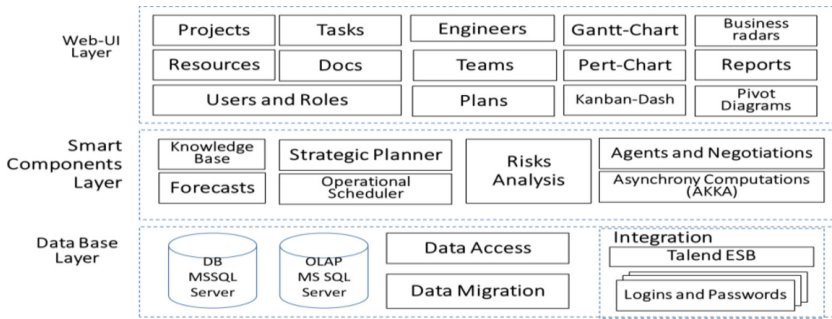 Web-UI
Layer
Projects
Tasks
Engineers
Gantt-Chart
Business
radars
Resources
Docs
Teams
Pert-Chart
Reports
Users and Roles
Plans
Kanban-Dash
Pivot
Diagrams
Smart
Components
Layer
Knowledge
Base
Strategic Planner
Risks
Analysis
Agents and Negotiations
Forecasts
Operational
Scheduler
Asynchrony Computations
(AKKA)
Data Base
Layer
DB
MSSQL
Server
OLAP
MS SQL
Server
Data Access
Data Migration
Integration
Talend ESB
Logins and Passwords